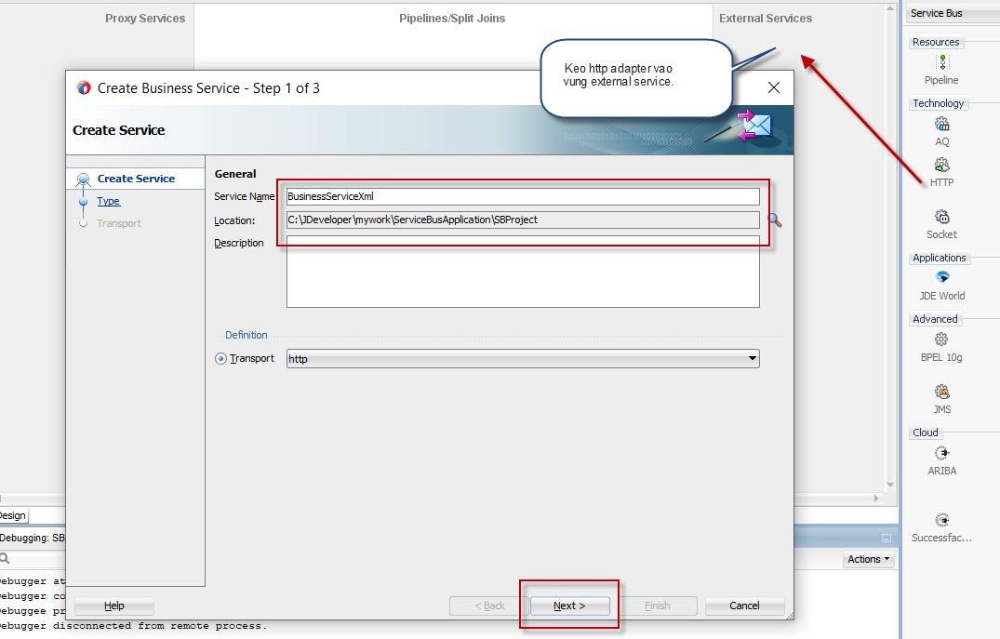 Proxy Services
Pipelines/Split Joins
External Services
Service Bus
Resources
Pipeline
Technology
AQ
HTTP
Socket
Applications
JDE World
Advanced
BPEL 10g
JMS
Cloud
ARIBA
Successfac...
Keo http adapter vao
vung external service.
Create Business Service - Step 1 of 3
Create Service
Create Service
Type
Transport
General
Service Name
BusinessServiceXml
Location:
C:\JDeveloper\mywork\ServiceBusApplication\SBProject
Description
Definition
Transport
http
Help
< Back
Next >
Finish
Cancel
Design
Debugging: SB
Actions
ebugger at
ebugger co
ebuggee pr
ebugger disconnected from remote process.